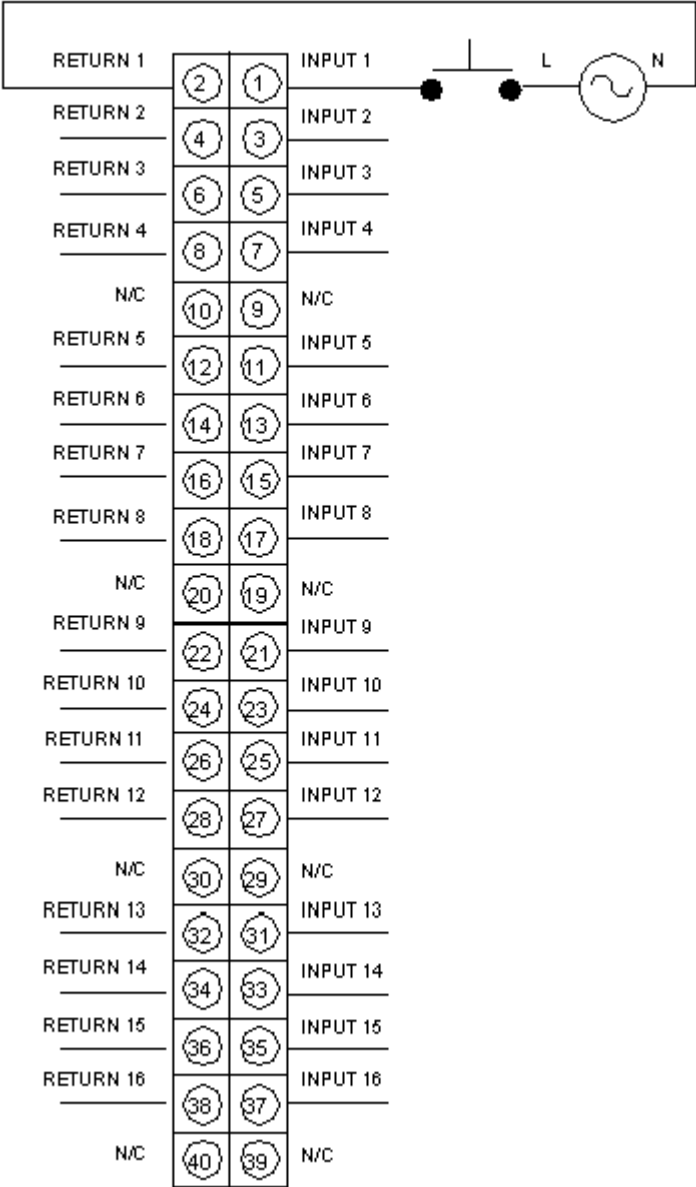 RETURN 1 2 1 INPUT 1 L N
RETURN 2 4 3 INPUT 2
RETURN 3 6 5 INPUT 3
RETURN 4 8 7 INPUT 4
N/C 10 9 N/C
RETURN 5 12 11 INPUT 5
RETURN 6 14 13 INPUT 6
RETURN 7 16 15 INPUT 7
RETURN 8 18 17 INPUT 8
N/C 20 19 N/C
RETURN 9 22 21 INPUT 9
RETURN 10 24 23 INPUT 10
RETURN 11 26 25 INPUT 11
RETURN 12 28 27 INPUT 12
N/C 30 29 N/C
RETURN 13 32 31 INPUT 13
RETURN 14 34 33 INPUT 14
RETURN 15 36 35 INPUT 15
RETURN 16 38 37 INPUT 16
N/C 40 39 N/C